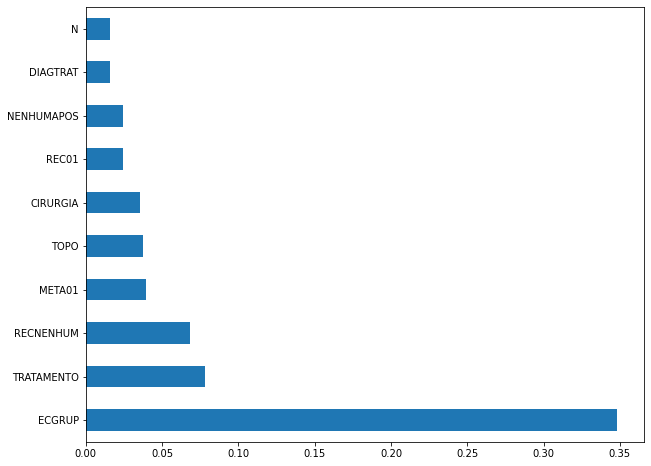 N
DIAGTRAT
NENHUMAPOS
REC01
CIRURGIA
TOPO
META01
RECNENHUM
TRATAMENTO
ECGRUP
0.00 0.05 0.10 0.15 0.20 0.25 0.30 0.35